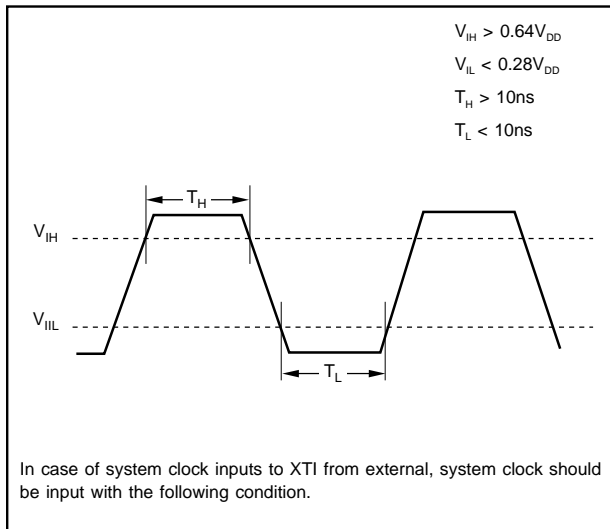 V_IH > 0.64V_DD
V_IL < 0.28V_DD
T_H > 10ns
T_L < 10ns
T_H
V_IH
V_IIL
T_L
In case of system clock inputs to XTI from external, system clock should
be input with the following condition.